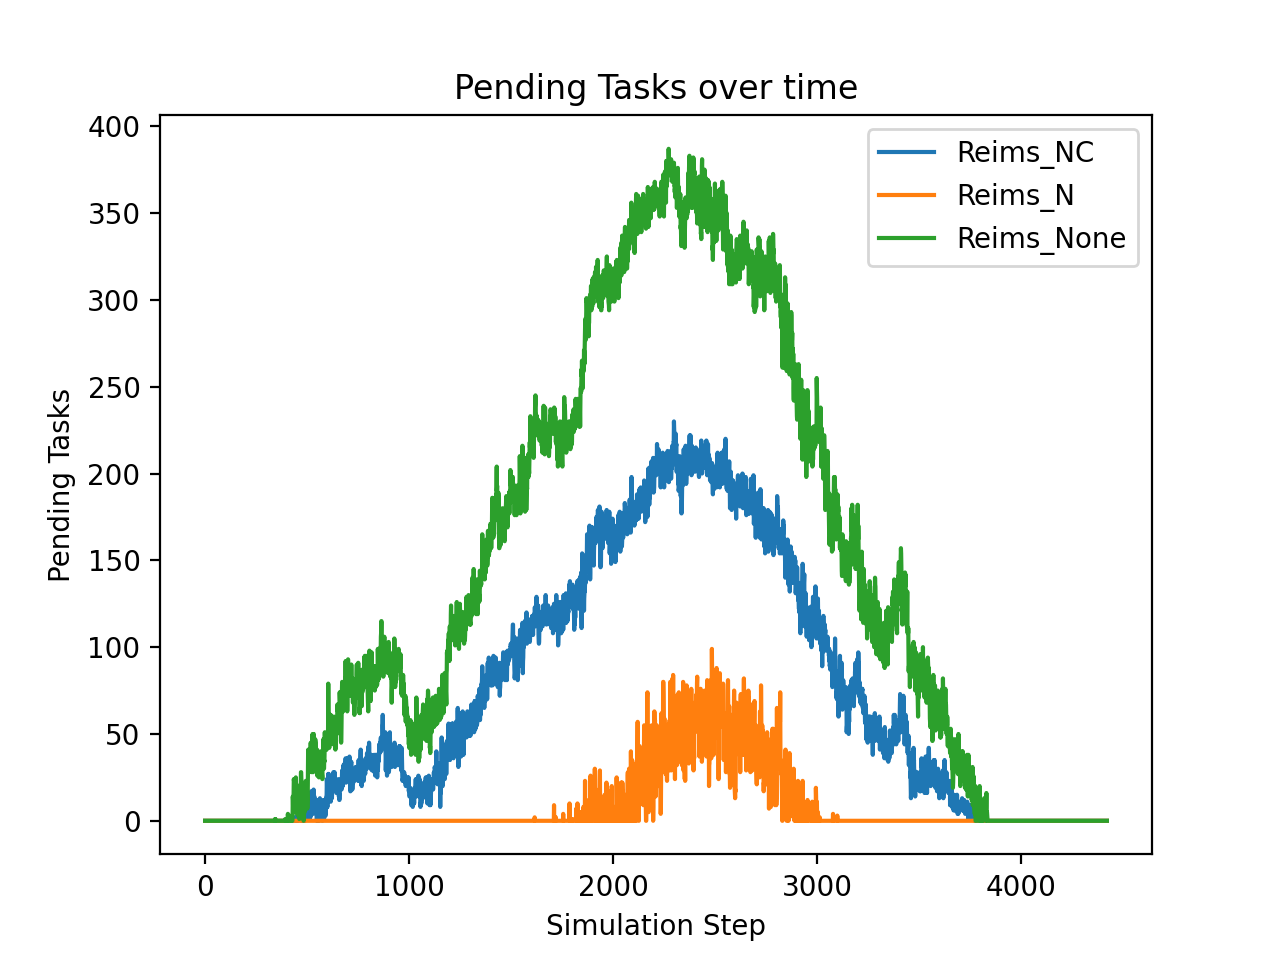 Pending Tasks over time
Reims_NC
Reims_N
Reims_None
Pending Tasks
400
350
300
250
200
150
100
50
0
0 1000 2000 3000 4000
Simulation Step